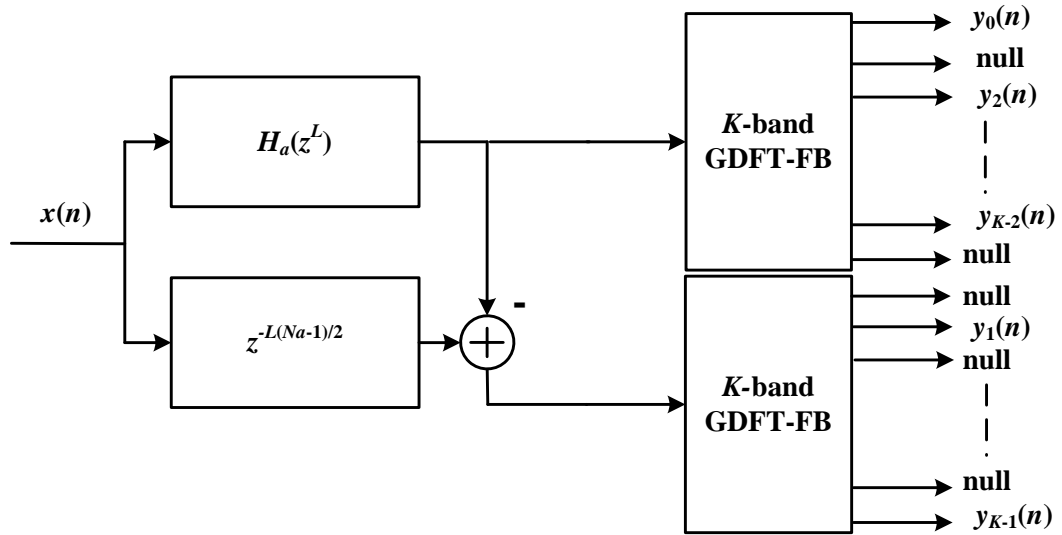 x(n)
H_a(z^L)
z^{-L(Na-1)/2}
-
K-band
GDFT-FB
y_0(n)
null
y_2(n)
y_{K-2}(n)
null
K-band
GDFT-FB
null
y_1(n)
null
null
y_{K-1}(n)